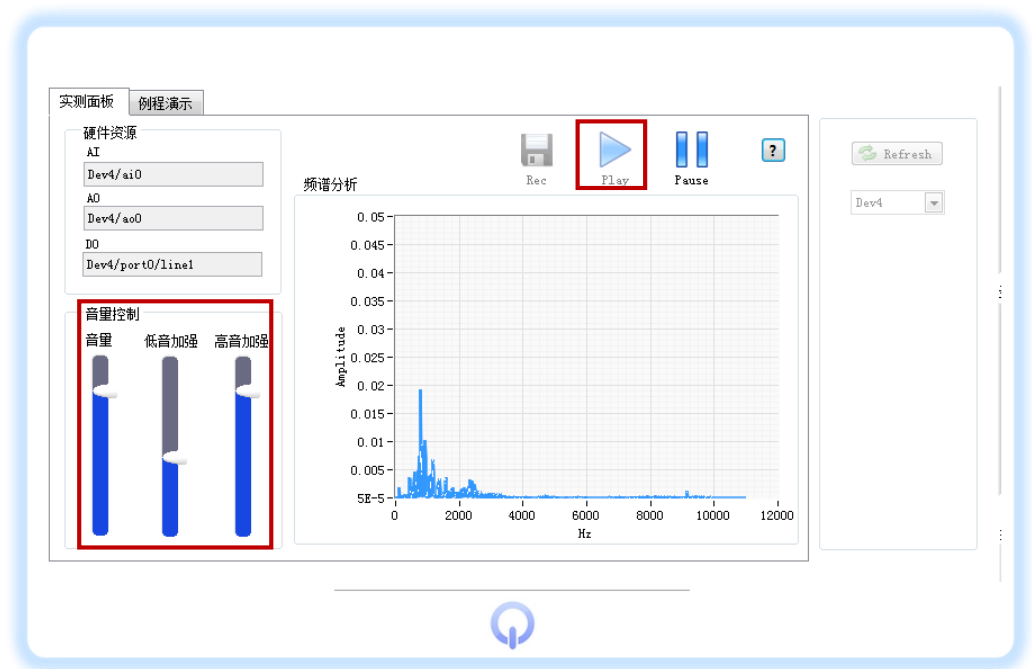 实测面板 例程演示
硬件资源
AI
Dev4/ai0
AO
Dev4/ao0
DO
Dev4/port0/line1
音量控制
音量 低音加强 高音加强
Rec Play Pause ?
频谱分析
Amplitude
0.05
0.045
0.04
0.035
0.03
0.025
0.02
0.015
0.01
0.005
5E-5
0 2000 4000 6000 8000 10000 12000
Hz
Refresh
Dev4